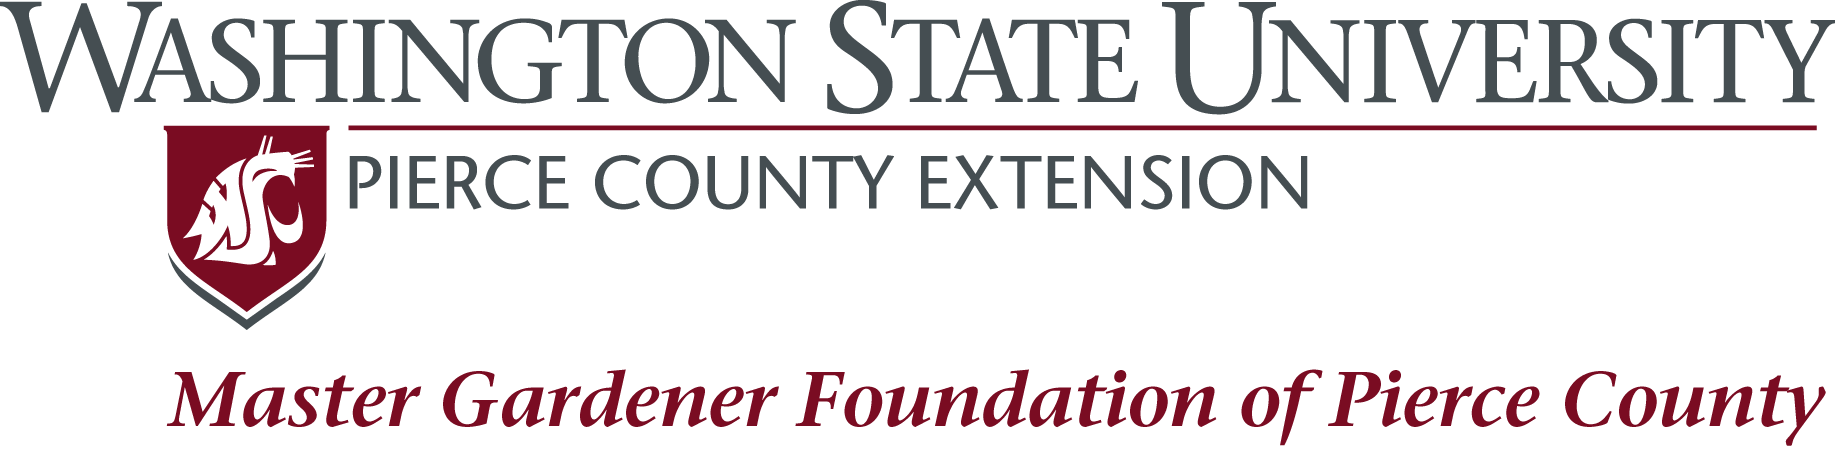 WASHINGTON STATE UNIVERSITY
PIERCE COUNTY EXTENSION
Master Gardener Foundation of Pierce County